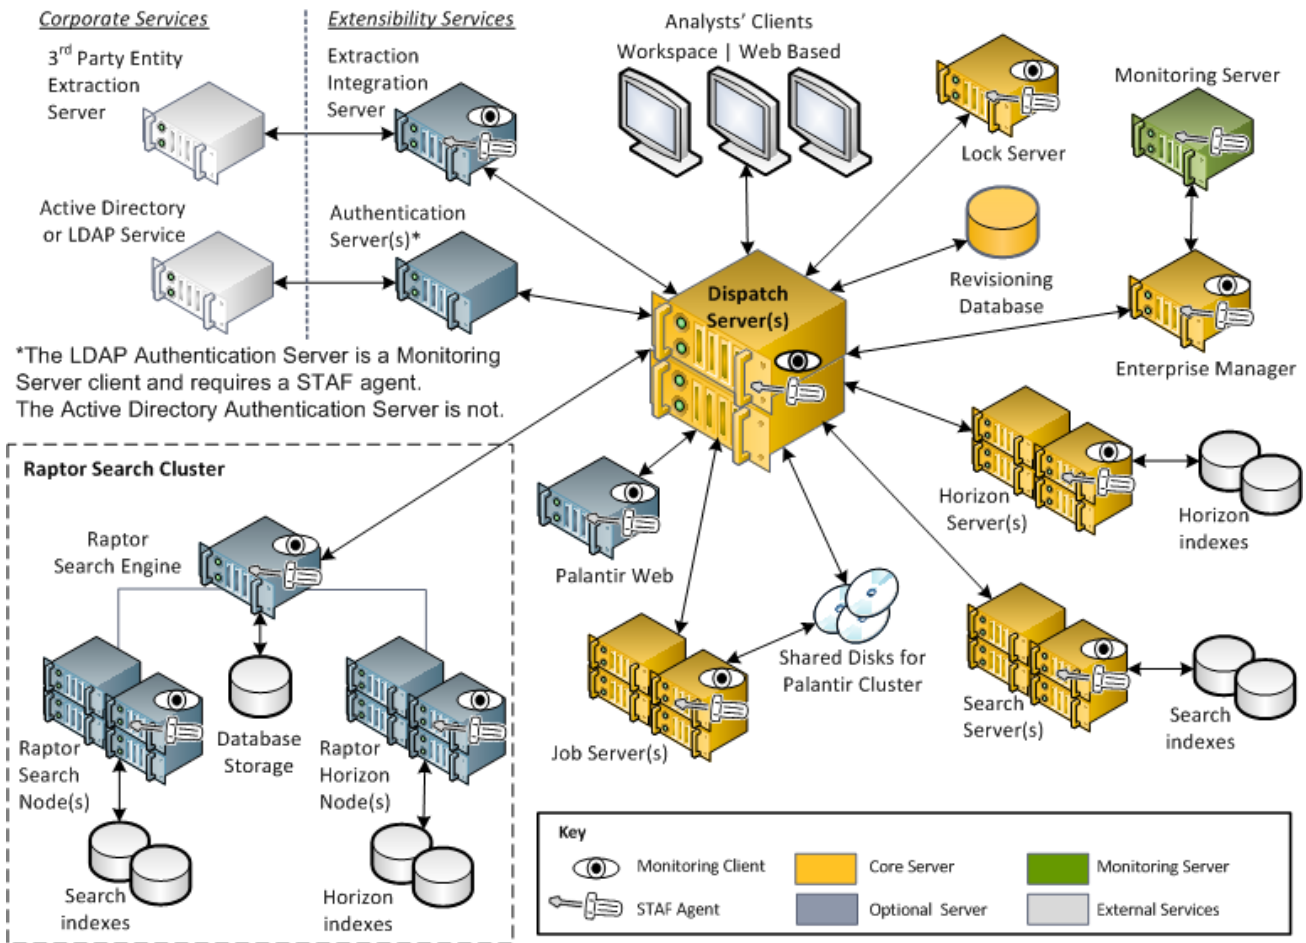 Corporate Services
3rd Party Entity
Extraction
Server
Active Directory
or LDAP Service
Extensibility Services
Extraction
Integration
Server
Authentication
Server(s)*
*The LDAP Authentication Server is a Monitoring
Server client and requires a STAF agent.
The Active Directory Authentication Server is not.
Analysts’ Clients
Workspace | Web Based
Lock Server
Monitoring Server
Revisioning
Database
Enterprise Manager
Dispatch
Server(s)
Horizon
Server(s)
Horizon
indexes
Palantir Web
Shared Disks for
Palantir Cluster
Job Server(s)
Search
Server(s)
Search
indexes
Raptor Search Cluster
Raptor
Search Engine
Raptor
Search
Node(s)
Database
Storage
Raptor
Horizon
Node(s)
Search
indexes
Horizon
indexes
Key
Monitoring Client
Core Server
Monitoring Server
STAF Agent
Optional Server
External Services